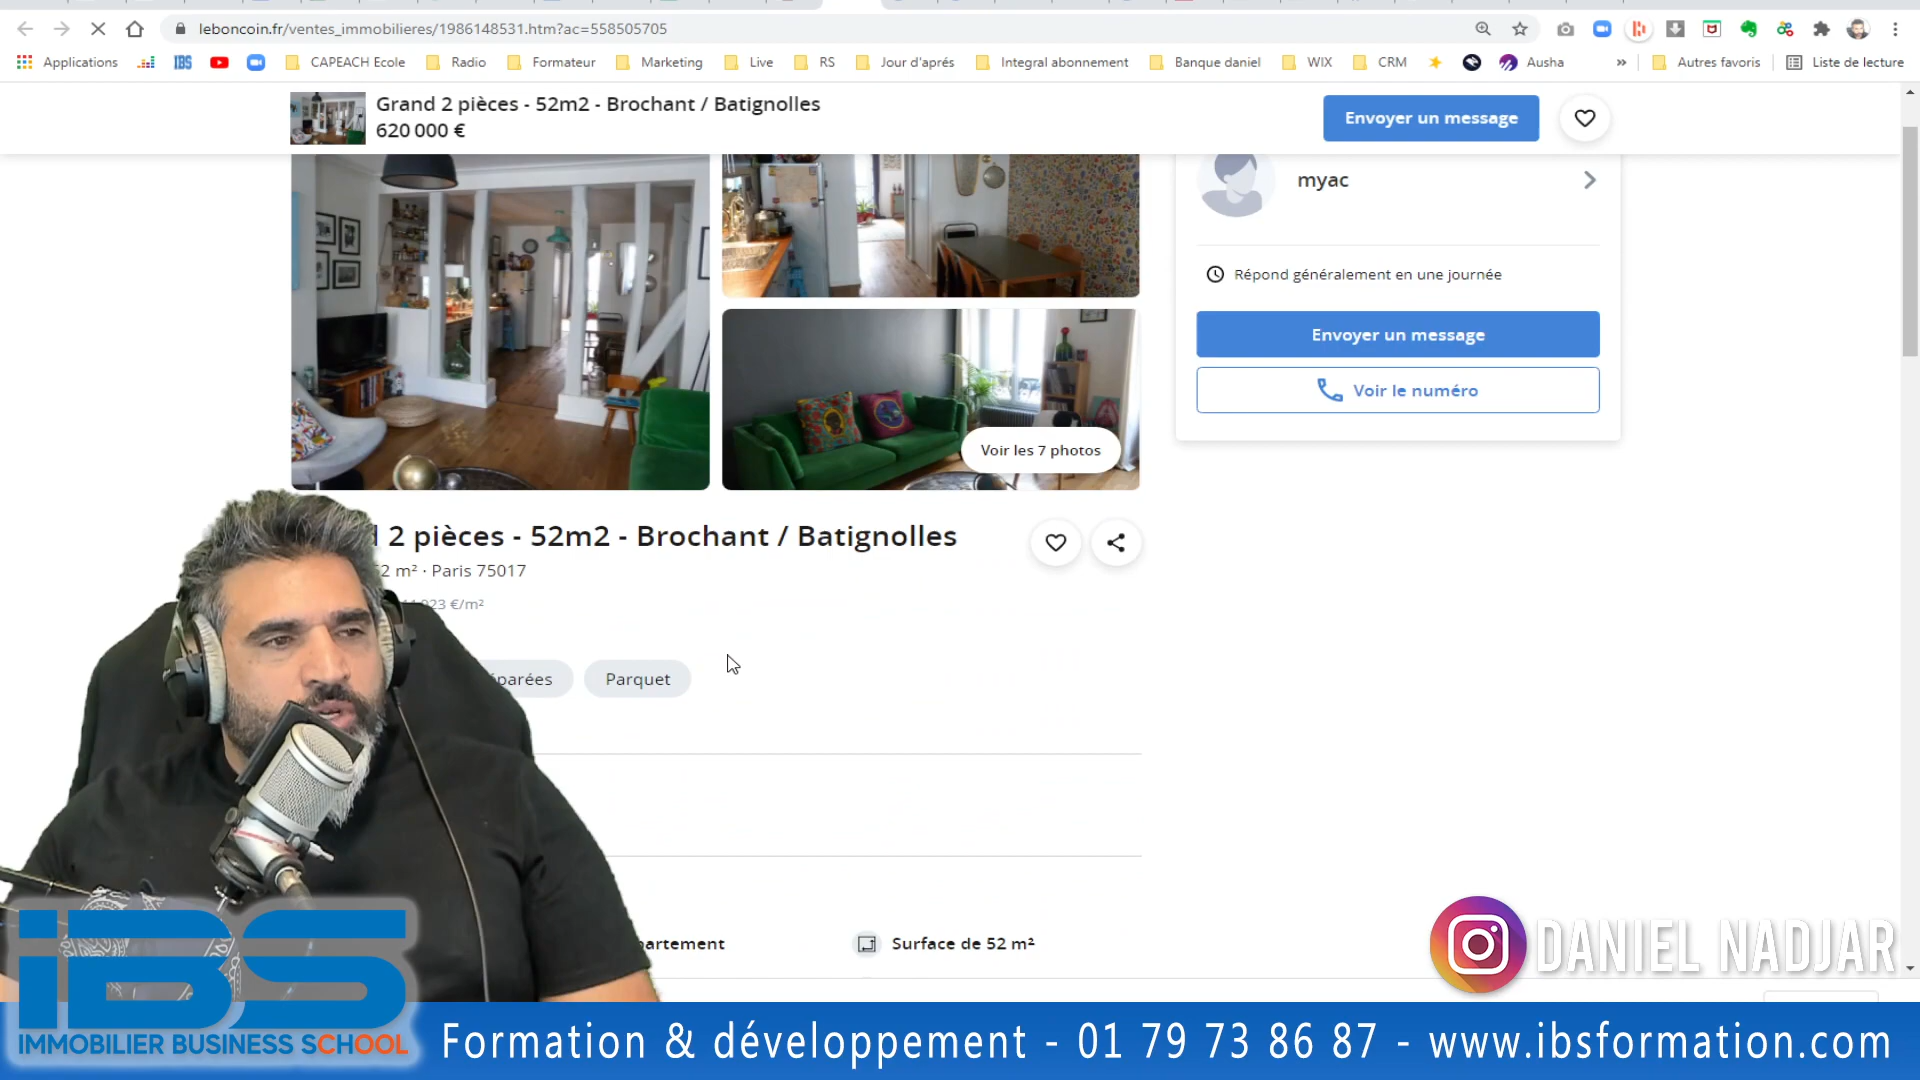 leboncoin.fr/ventes_immobilieres/1986148531.htm?ac=558505705
Applications
IBS
CAPEACH Ecole
Radio
Formateur
Marketing
Live
RS
Jour d'aprés
Integral abonnement
Banque daniel
WIX
CRM
Ausha
»
Autres favoris
Liste de lecture
Grand 2 pièces - 52m2 - Brochant / Batignolles
620 000 €
Envoyer un message
myac
Répond généralement en une journée
Envoyer un message
Voir le numéro
Voir les 7 photos
2 pièces - 52m2 - Brochant / Batignolles
m² · Paris 75017
923 €/m²
Parquet
Surface de 52 m²
DANIEL NADJAR
iBS
IMMOBILIER BUSINESS SCHOOL
Formation & développement - 01 79 73 86 87 - www.ibsformation.com